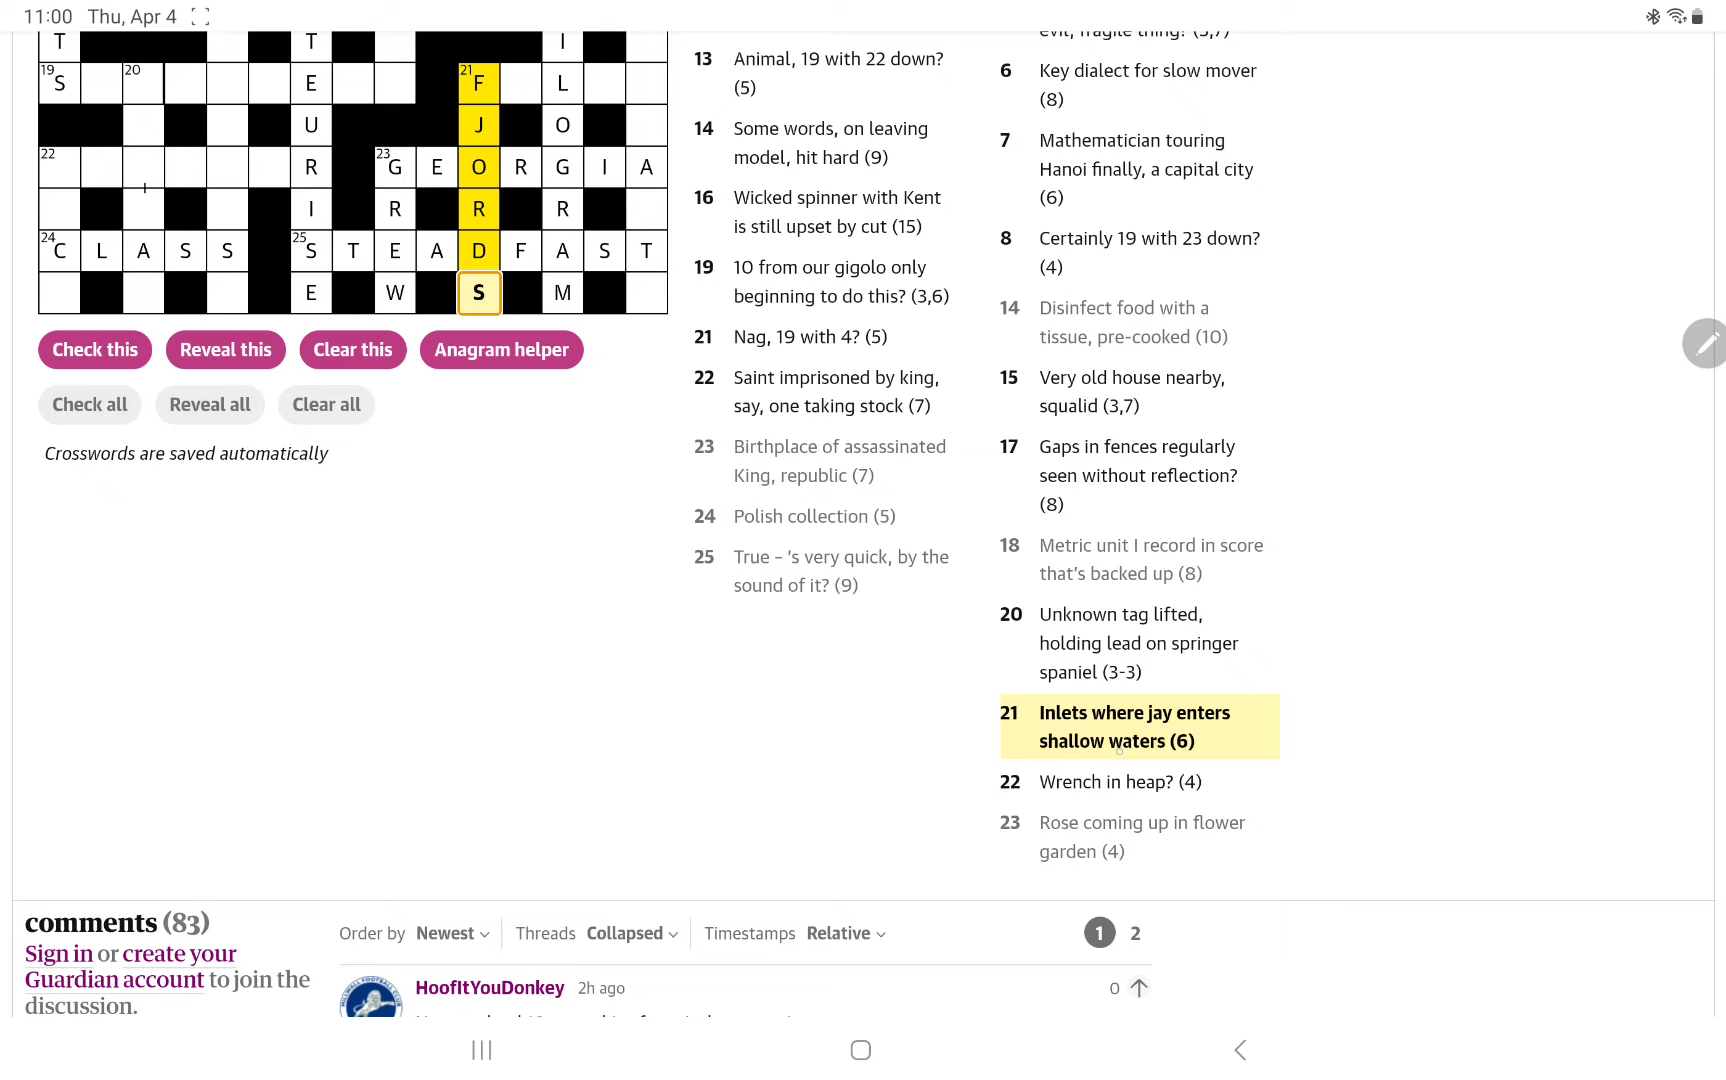 11:00 Thu, Apr 4
T T I
19 S 20 E 21 F L
U J O
22 R 23 G E O R G I A
I R R R
24 C L A S S 25 S T E A D F A S T
E W S M
Check this Reveal this Clear this Anagram helper
Check all Reveal all Clear all
Crosswords are saved automatically
13 Animal, 19 with 22 down?
(5)
14 Some words, on leaving
model, hit hard (9)
16 Wicked spinner with Kent
is still upset by cut (15)
19 10 from our gigolo only
beginning to do this? (3,6)
21 Nag, 19 with 4? (5)
22 Saint imprisoned by king,
say, one taking stock (7)
23 Birthplace of assassinated
King, republic (7)
24 Polish collection (5)
25 True – ’s very quick, by the
sound of it? (9)
evil, fragile thing? (3,7)
6 Key dialect for slow mover
(8)
7 Mathematician touring
Hanoi finally, a capital city
(6)
8 Certainly 19 with 23 down?
(4)
14 Disinfect food with a
tissue, pre-cooked (10)
15 Very old house nearby,
squalid (3,7)
17 Gaps in fences regularly
seen without reflection?
(8)
18 Metric unit I record in score
that’s backed up (8)
20 Unknown tag lifted,
holding lead on springer
spaniel (3-3)
21 Inlets where jay enters
shallow waters (6)
22 Wrench in heap? (4)
23 Rose coming up in flower
garden (4)
comments (83)
Sign in or create your
Guardian account to join the
discussion.
Order by Newest Threads Collapsed Timestamps Relative 1 2
HoofItYouDonkey 2h ago 0